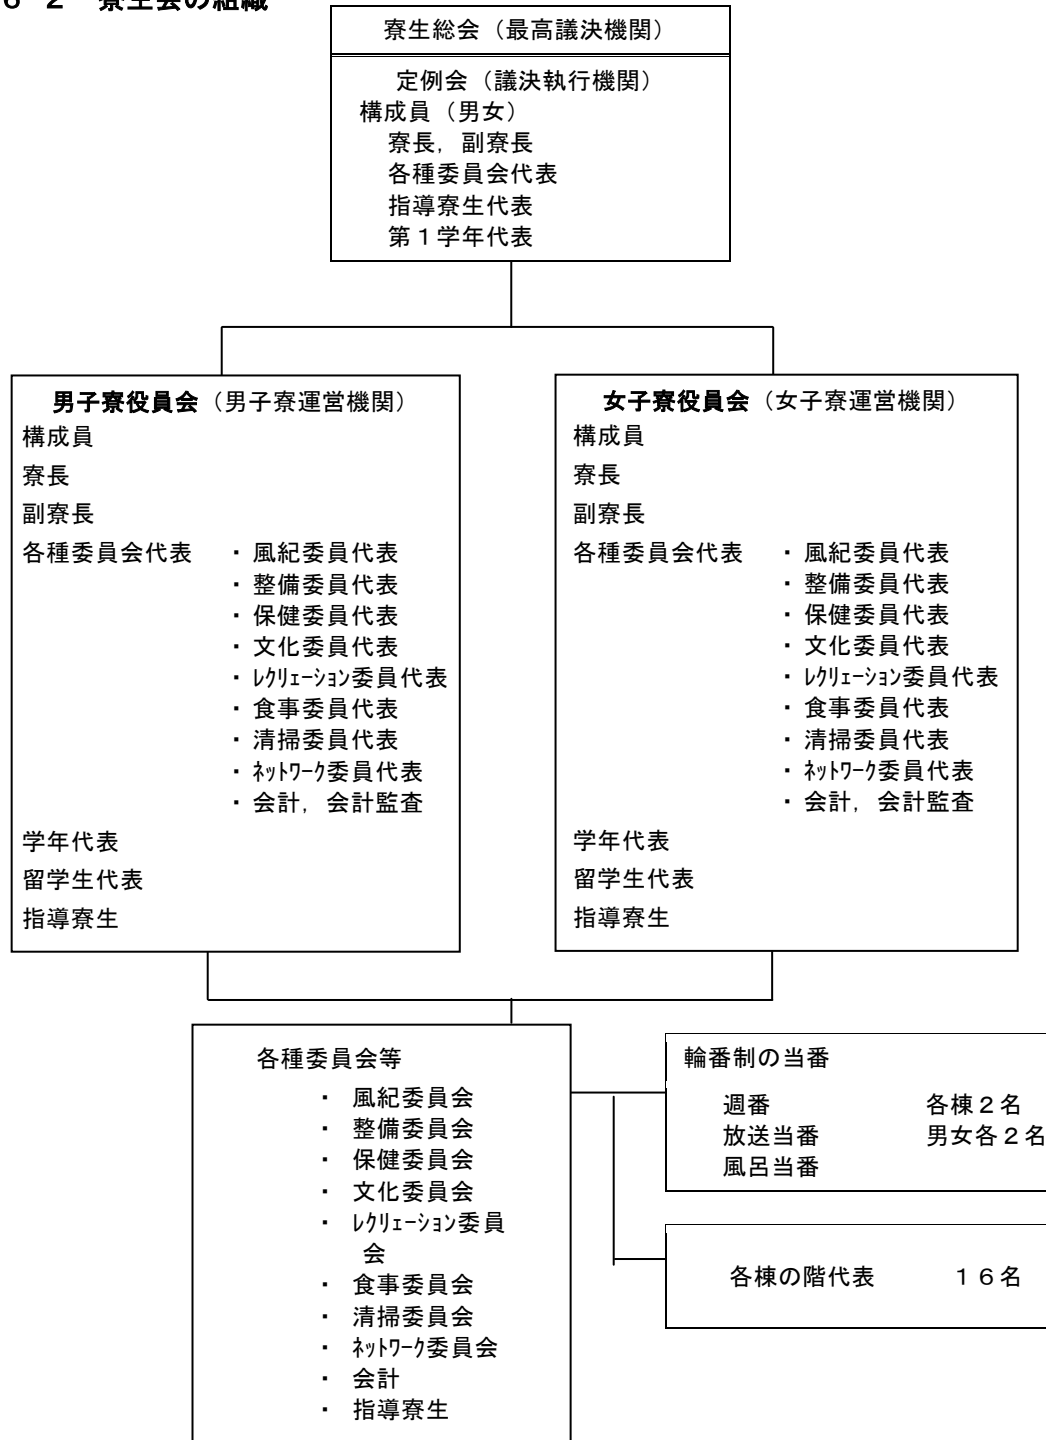 ６－２　寮生会の組織
寮生総会（最高議決機関）
定例会（議決執行機関）
構成員（男女）
寮長，副寮長
各種委員会代表
指導寮生代表
第１学年代表
男子寮役員会（男子寮運営機関）
構成員
寮長
副寮長
各種委員会代表　・風紀委員代表
・整備委員代表
・保健委員代表
・文化委員代表
・ﾚｸﾘｪｰｼｮﾝ委員代表
・食事委員代表
・清掃委員代表
・ﾈｯﾄﾜｰｸ委員代表
・会計，会計監査
学年代表
留学生代表
指導寮生
女子寮役員会（女子寮運営機関）
構成員
寮長
副寮長
各種委員会代表　・風紀委員代表
・整備委員代表
・保健委員代表
・文化委員代表
・ﾚｸﾘｪｰｼｮﾝ委員代表
・食事委員代表
・清掃委員代表
・ﾈｯﾄﾜｰｸ委員代表
・会計，会計監査
学年代表
留学生代表
指導寮生
各種委員会等
・　風紀委員会
・　整備委員会
・　保健委員会
・　文化委員会
・　ﾚｸﾘｪｰｼｮﾝ委員
会
・　食事委員会
・　清掃委員会
・　ﾈｯﾄﾜｰｸ委員会
・　会計
・　指導寮生
輪番制の当番
週番　各棟２名
放送当番　男女各２名
風呂当番
各棟の階代表　１６名